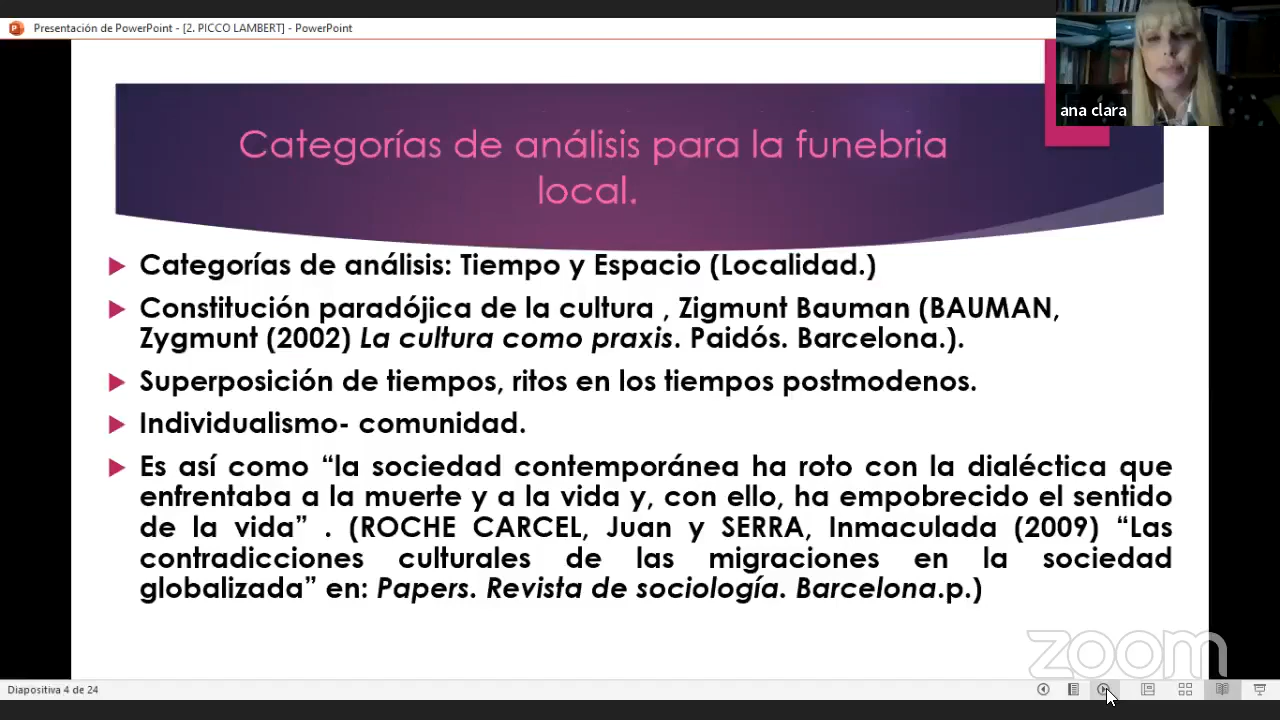 Presentación de PowerPoint - [2. PICCO LAMBERT] - PowerPoint
ana clara
Categorías de análisis para la funebria
local.
Categorías de análisis: Tiempo y Espacio (Localidad.)
Constitución paradójica de la cultura , Zigmunt Bauman (BAUMAN,
Zygmunt (2002) La cultura como praxis. Paidós. Barcelona.).
Superposición de tiempos, ritos en los tiempos postmodenos.
Individualismo- comunidad.
Es así como “la sociedad contemporánea ha roto con la dialéctica que
enfrentaba a la muerte y a la vida y, con ello, ha empobrecido el sentido
de la vida” . (ROCHE CARCEL, Juan y SERRA, Inmaculada (2009) “Las
contradicciones culturales de las migraciones en la sociedad
globalizada” en: Papers. Revista de sociología. Barcelona.p.)
zoom
Diapositiva 4 de 24